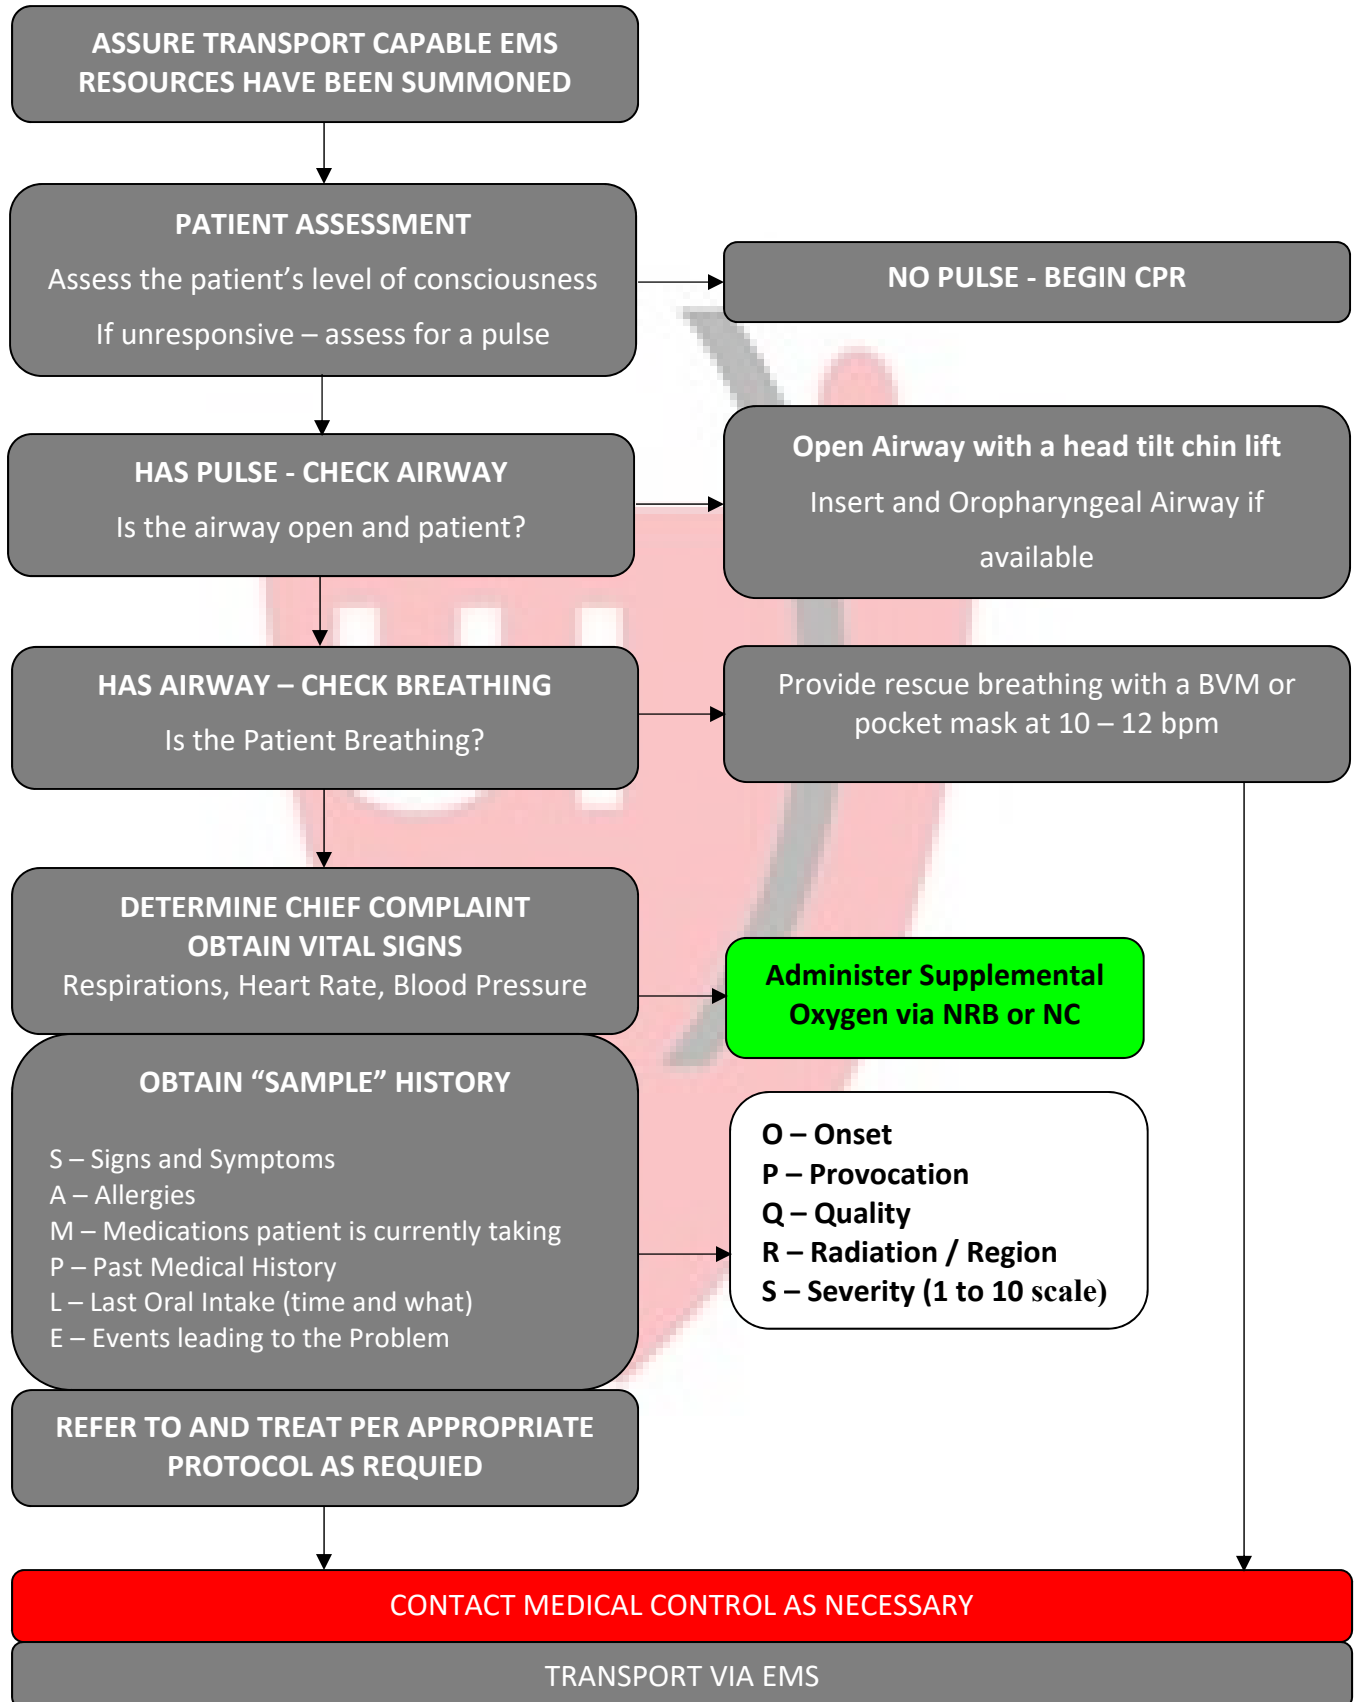 ASSURE TRANSPORT CAPABLE EMS
RESOURCES HAVE BEEN SUMMONED
PATIENT ASSESSMENT
Assess the patient’s level of consciousness
If unresponsive – assess for a pulse
NO PULSE - BEGIN CPR
HAS PULSE - CHECK AIRWAY
Is the airway open and patient?
Open Airway with a head tilt chin lift
Insert and Oropharyngeal Airway if
available
HAS AIRWAY – CHECK BREATHING
Is the Patient Breathing?
Provide rescue breathing with a BVM or
pocket mask at 10 – 12 bpm
DETERMINE CHIEF COMPLAINT
OBTAIN VITAL SIGNS
Respirations, Heart Rate, Blood Pressure
Administer Supplemental
Oxygen via NRB or NC
OBTAIN “SAMPLE” HISTORY
S – Signs and Symptoms
A – Allergies
M – Medications patient is currently taking
P – Past Medical History
L – Last Oral Intake (time and what)
E – Events leading to the Problem
O – Onset
P – Provocation
Q – Quality
R – Radiation / Region
S – Severity (1 to 10 scale)
REFER TO AND TREAT PER APPROPRIATE
PROTOCOL AS REQUIED
CONTACT MEDICAL CONTROL AS NECESSARY
TRANSPORT VIA EMS